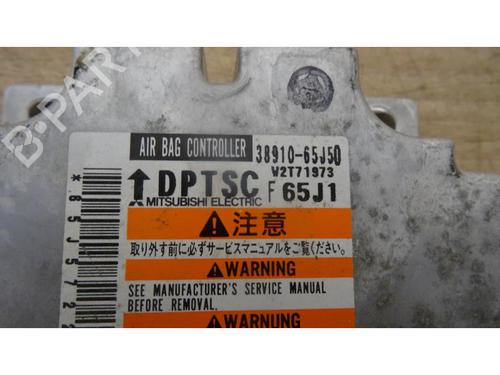 AIR BAG CONTROLLER 38910-65J50
W2T71973
DPTSC F 65J1
MITSUBISHI ELECTRIC
注意
取り外す前に必ずサービスマニュアルをご覧ください。
WARNING
SEE MANUFACTURER'S SERVICE MANUAL
BEFORE REMOVAL.
WARNUNG
*65J572
B-PARTS